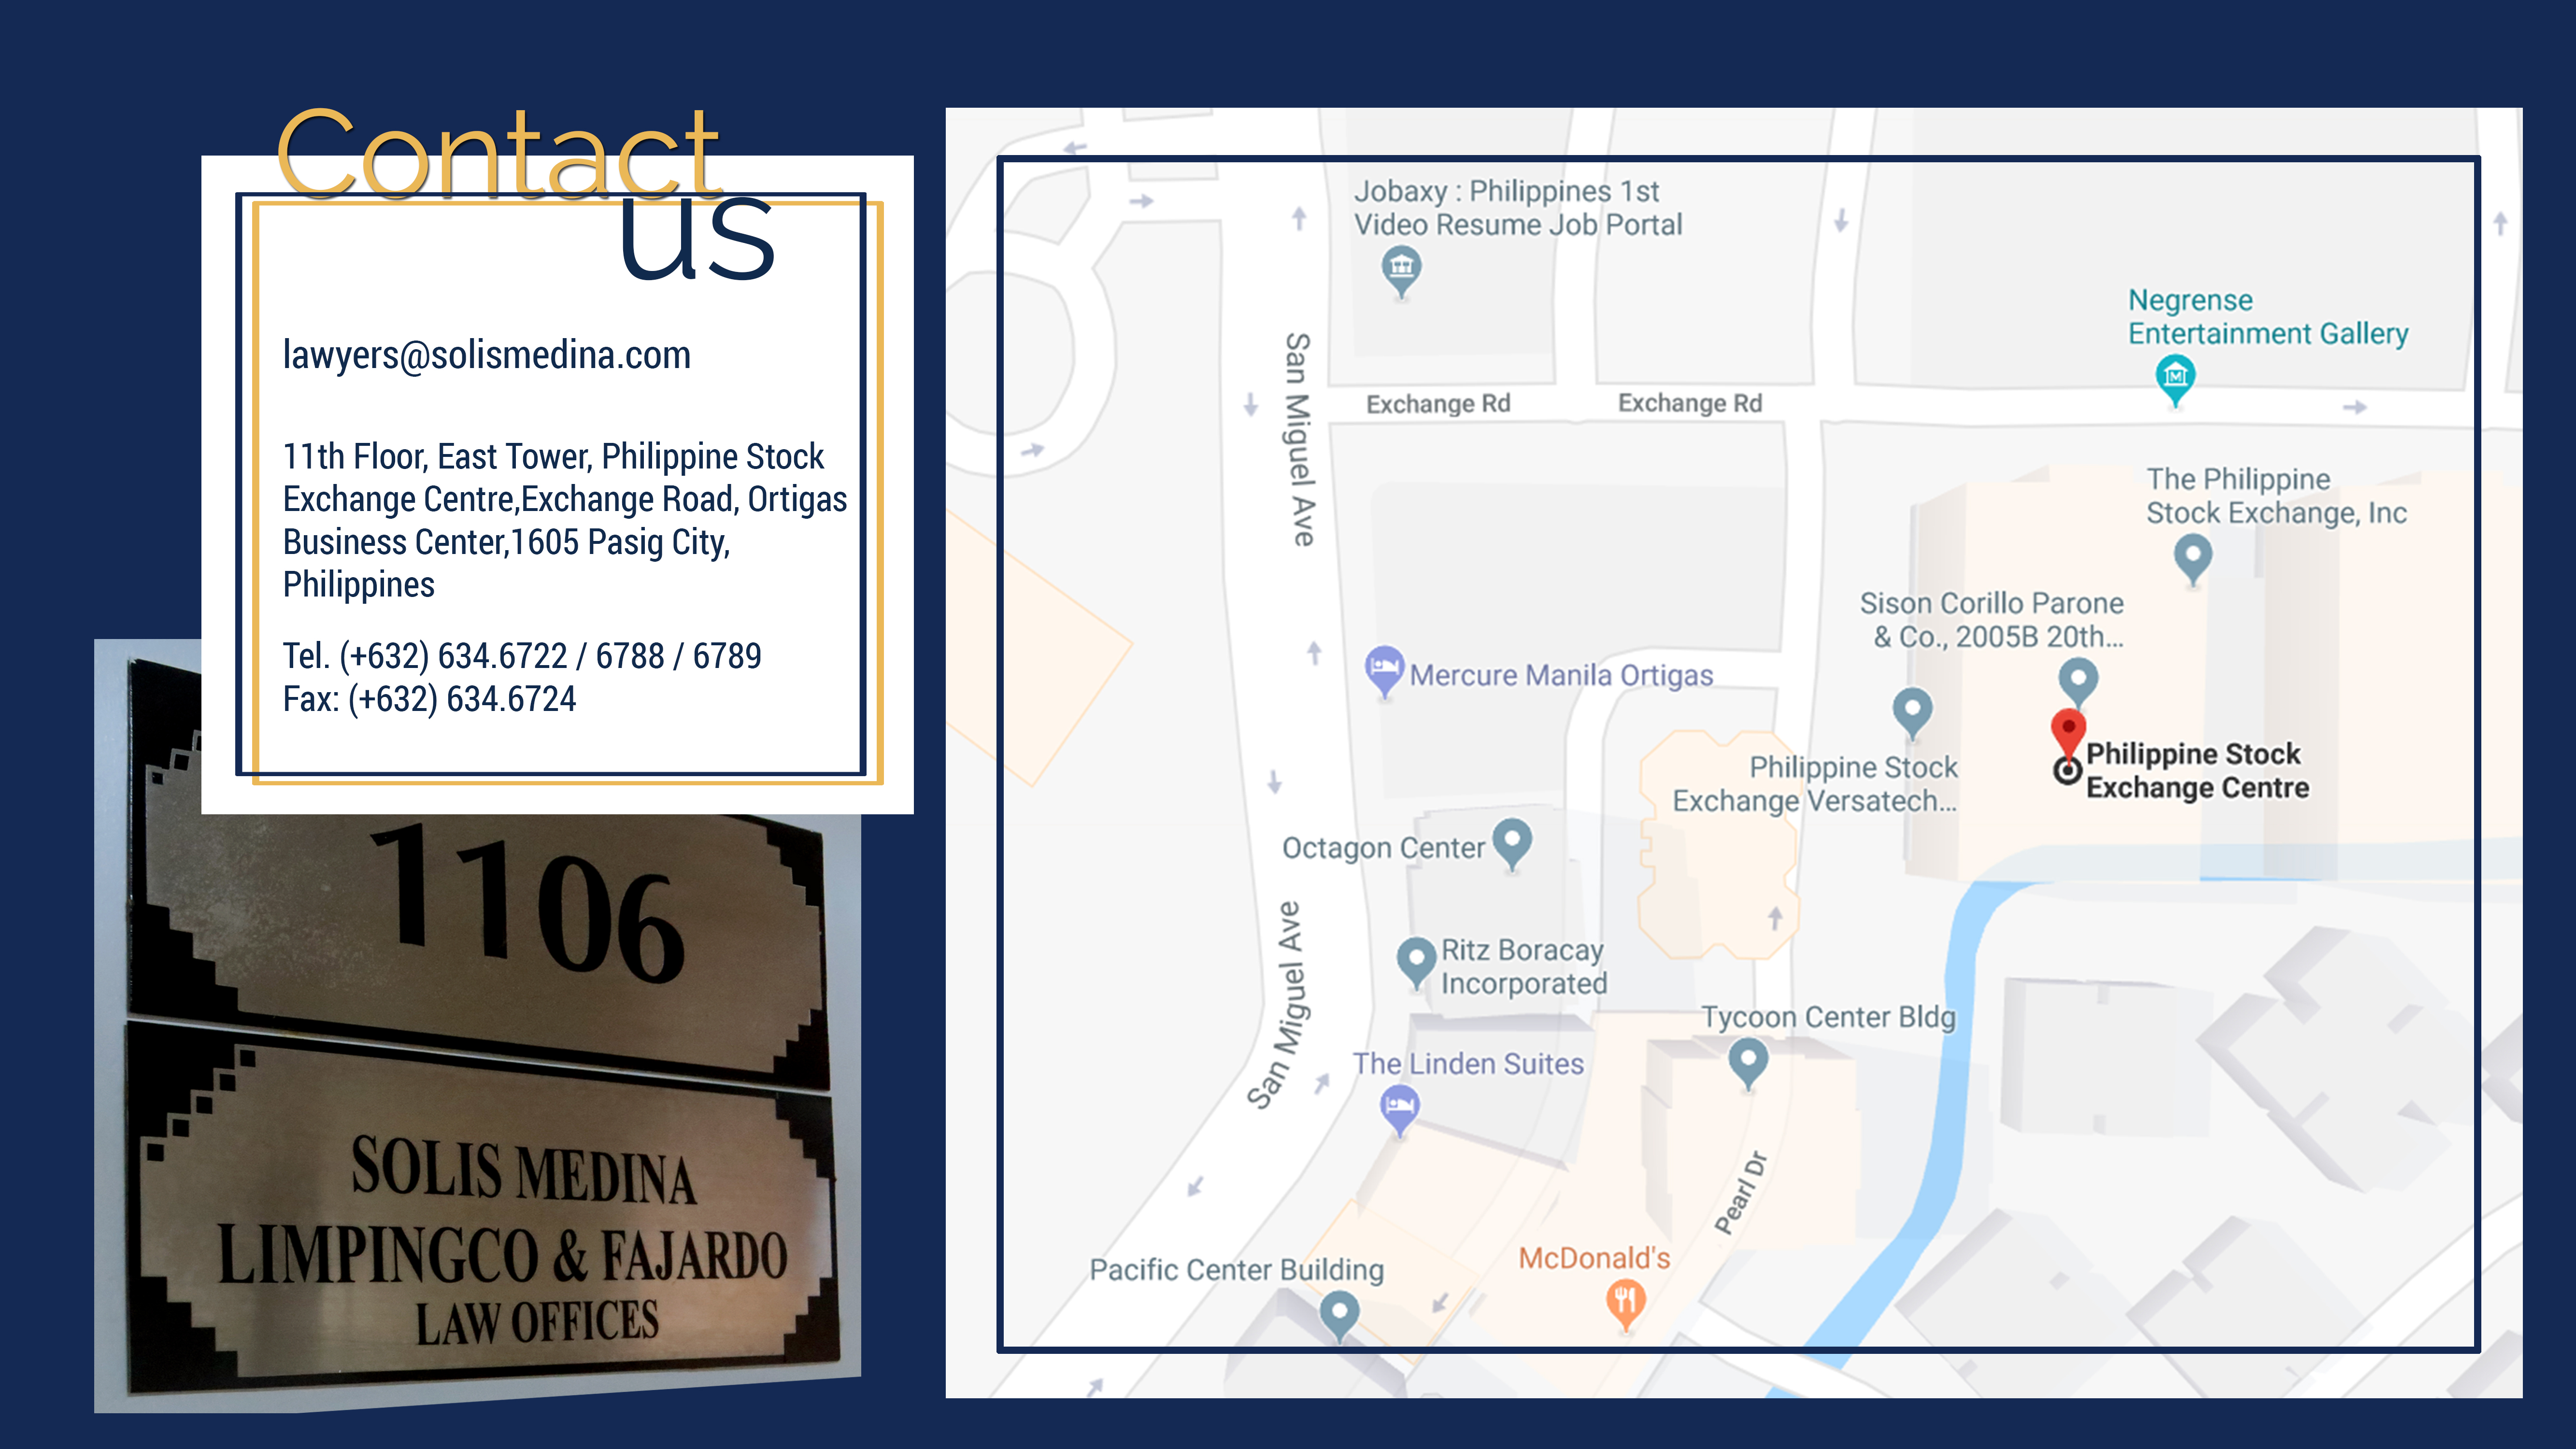 Contact
us
lawyers@solismedina.com
11th Floor, East Tower, Philippine Stock
Exchange Centre,Exchange Road, Ortigas
Business Center,1605 Pasig City,
Philippines
Tel. (+632) 634.6722 / 6788 / 6789
Fax: (+632) 634.6724
1106
SOLIS MEDINA
LIMPINGCO & FAJARDO
LAW OFFICES
Jobaxy : Philippines 1st
Video Resume Job Portal
Negrense
Entertainment Gallery
San Miguel Ave
Exchange Rd
Exchange Rd
The Philippine
Stock Exchange, Inc
Sison Corillo Parone
& Co., 2005B 20th...
Mercure Manila Ortigas
Philippine Stock
Exchange Versatech...
Philippine Stock
Exchange Centre
Octagon Center
San Miguel Ave
Ritz Boracay
Incorporated
Tycoon Center Bldg
The Linden Suites
Pearl Dr
Pacific Center Building
McDonald's